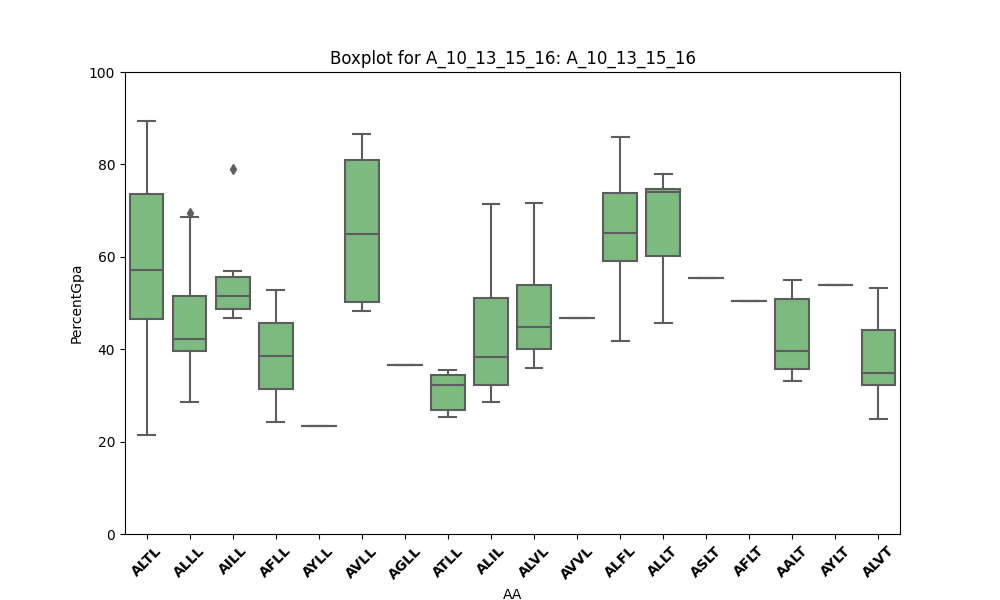 Boxplot for A_10_13_15_16: A_10_13_15_16
100
80
60
40
20
0
PercentGpa
ALTL ALLL AILL AFLL AYLL AVLL AGLL ATLL ALIL ALVL AVVL ALFL ALLT ASLT AFLT AALT AYLT ALVT
AA